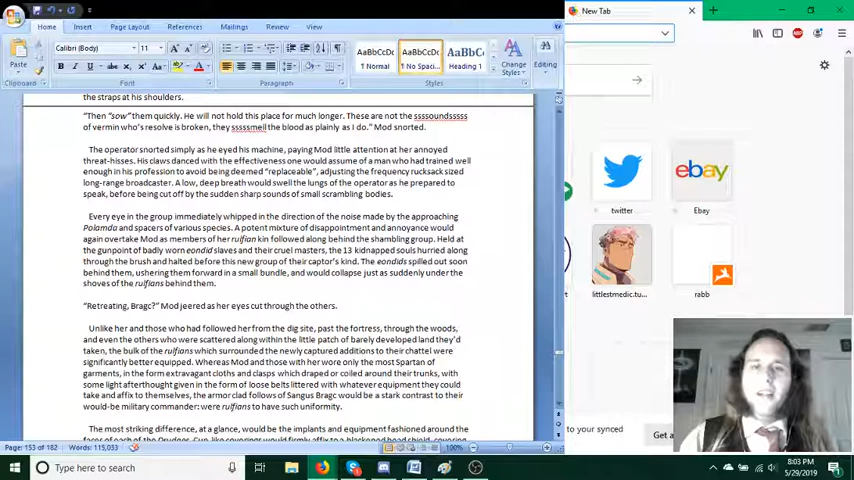 New Tab
Home Insert Page Layout References Mailings Review View
Paste
Calibri (Body) 11
Clipboard Font Paragraph Styles
AaBbCcDc AaBbCcDc AaBbCc
1 Normal 1 No Spaci... Heading 1
Change Styles
Editing
the straps at his shoulders.
“Then “sow” them quickly. He will not hold this place for much longer. These are not the ssssoundsssss
of vermin who’s resolve is broken, they sssssmell the blood as plainly as I do.” Mod snorted.
The operator snorted simply as he eyed his machine, paying Mod little attention at her annoyed
threat-hisses. His claws danced with the effectiveness one would assume of a man who had trained well
enough in his profession to avoid being deemed “replaceable”, adjusting the frequency rucksack sized
long-range broadcaster. A low, deep breath would swell the lungs of the operator as he prepared to
speak, before being cut off by the sudden sharp sounds of small scrambling bodies.
Every eye in the group immediately whipped in the direction of the noise made by the approaching
Polamda and spacers of various species. A potent mixture of disappointment and annoyance would
again overtake Mod as members of her rulfian kin followed along behind the shambling group. Held at
the gunpoint of badly worn eondid slaves and their cruel masters, the 13 kidnapped souls hurried along
through the brush and halted before this new group of their captor’s kind. The eondids spilled out soon
behind them, ushering them forward in a small bundle, and would collapse just as suddenly under the
shoves of the rulfians behind them.
“Retreating, Bragc?” Mod jeered as her eyes cut through the others.
Unlike her and those who had followed her from the dig site, past the fortress, through the woods,
and even the others who were scattered along within the little patch of barely developed land they’d
taken, the bulk of the rulfians which surrounded the newly captured additions to their chattel were
significantly better equipped. Whereas Mod and those with her wore only the most Spartan of
garments, in the form extravagant cloths and clasps which draped or coiled around their trunks, with
some light afterthought given in the form of loose belts littered with whatever equipment they could
take and affix to themselves, the armor clad follows of Sangus Bragc would be a stark contrast to their
would-be military commander: were rulfians to have such uniformity.
The most striking difference, at a glance, would be the implants and equipment fashioned around the
Page: 153 of 182 Words: 115,033
100%
twitter
Ebay
ebay
littlestmedic.tu...
rabb
be synced
Get a
Type here to search
8:03 PM
5/29/2019